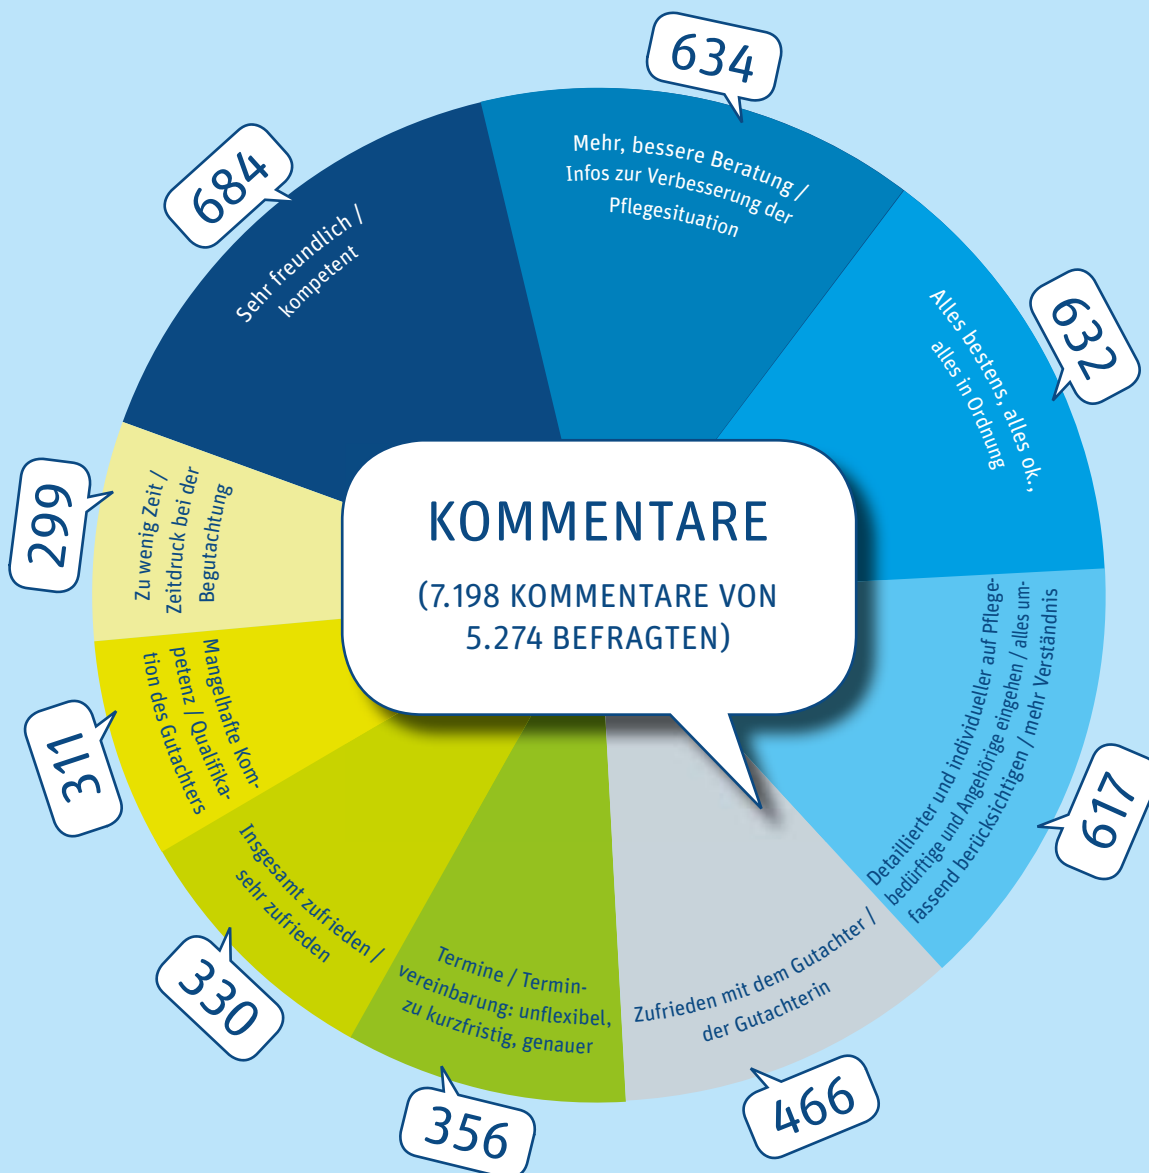 634
Mehr, bessere Beratung /
Infos zur Verbesserung der
Pflegesituation
684
Sehr freundlich /
kompetent
632
Alles bestens, alles ok.,
alles in Ordnung
KOMMENTARE
(7.198 KOMMENTARE VON
5.274 BEFRAGTEN)
299
Zu wenig Zeit /
Zeitdruck bei der
Begutachtung
617
Detaillierter und individueller auf Pflege-
bedürftige und Angehörige eingehen / alles um-
fassend berücksichtigen / mehr Verständnis
311
Mangelhafte Kom-
petenz / Qualifika-
tion des Gutachters
330
Insgesamt zufrieden /
sehr zufrieden
356
Termine / Termin-
vereinbarung: unflexibel,
zu kurzfristig, genauer
466
Zufrieden mit dem Gutachter /
der Gutachterin